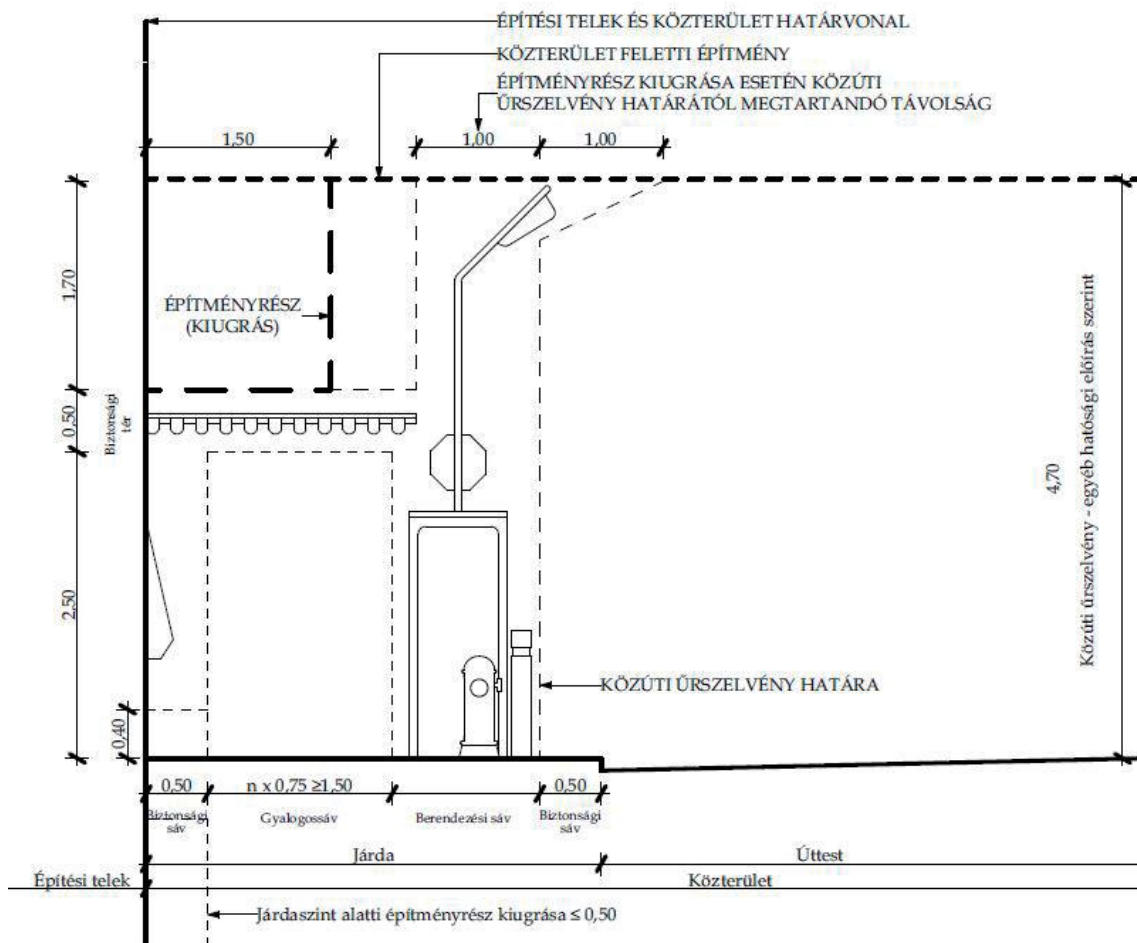 ÉPÍTÉSI TELEK ÉS KÖZTERÜLET HATÁRVONAL
KÖZTERÜLET FELETTI ÉPÍTMÉNY
ÉPÍTMÉNYRÉSZ KIUGRÁSA ESETÉN KÖZÚTI
ŰRSZELVÉNY HATÁRÁTÓL MEGTARTANDÓ TÁVOLSÁG
1,50
1,00
1,00
1,70
ÉPÍTMÉNYRÉSZ
(KIUGRÁS)
0,50
Biztonsági
tér
2,50
0,40
4,70
Közúti űrszelvény - egyéb hatósági előírás szerint
KÖZÚTI ŰRSZELVÉNY HATÁRA
0,50
n x 0,75 ≥1,50
0,50
Biztonsági
sáv
Gyalogossáv
Berendezési sáv
Biztonsági
sáv
Járda
Úttest
Építési telek
Közterület
Járdaszint alatti építményrész kiugrása ≤ 0,50